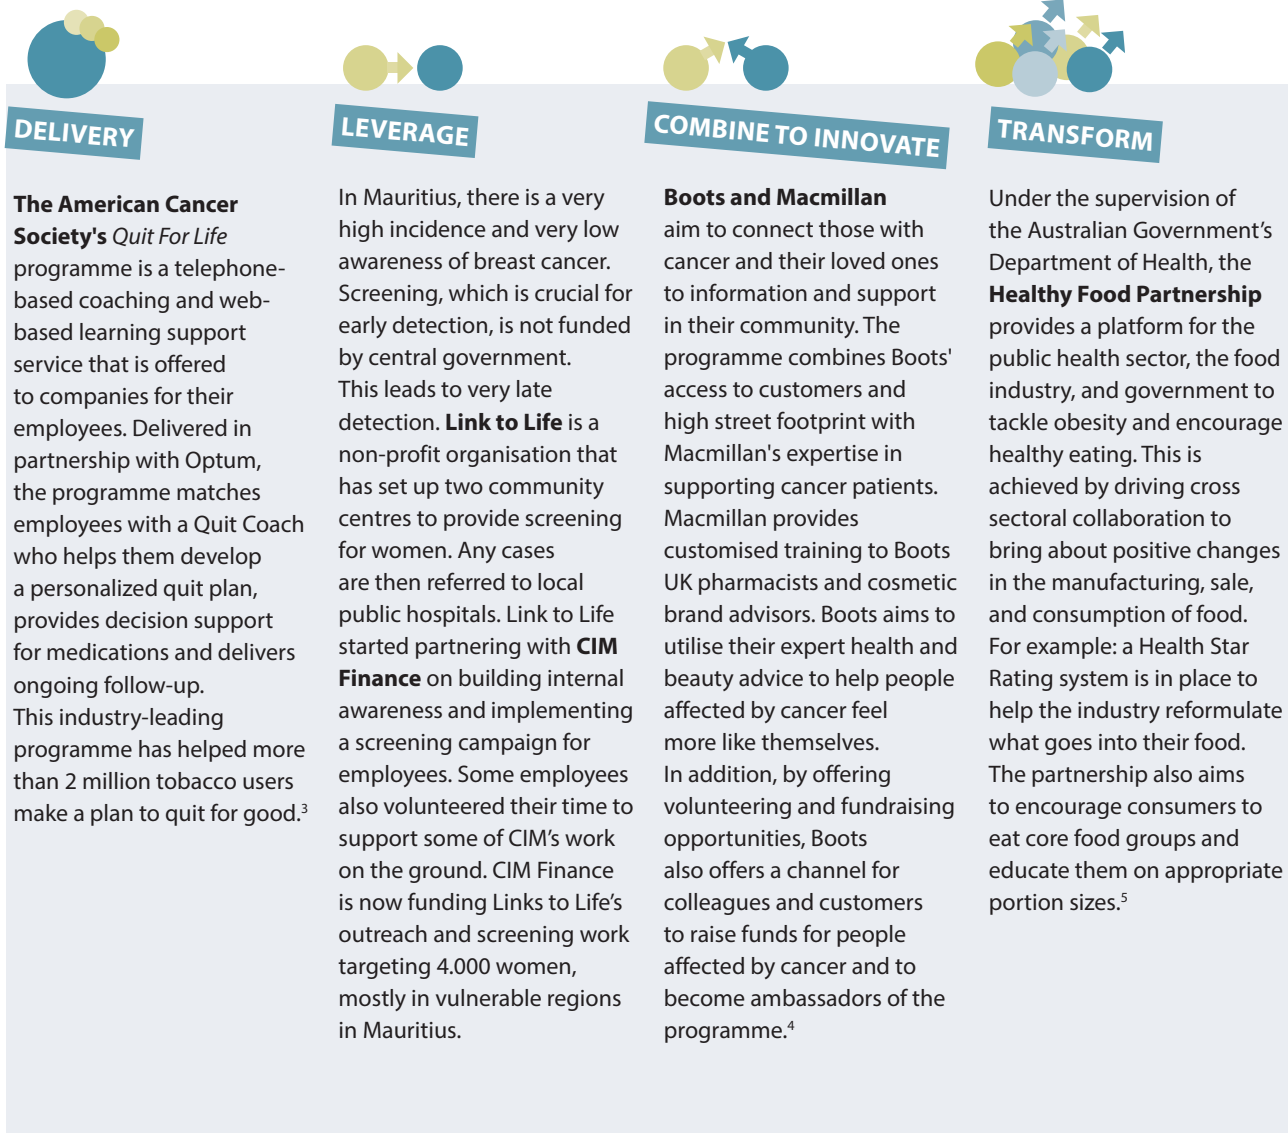 DELIVERY
The American Cancer
Society's Quit For Life
programme is a telephone-
based coaching and web-
based learning support
service that is offered
to companies for their
employees. Delivered in
partnership with Optum,
the programme matches
employees with a Quit Coach
who helps them develop
a personalized quit plan,
provides decision support
for medications and delivers
ongoing follow-up.
This industry-leading
programme has helped more
than 2 million tobacco users
make a plan to quit for good.3
LEVERAGE
In Mauritius, there is a very
high incidence and very low
awareness of breast cancer.
Screening, which is crucial for
early detection, is not funded
by central government.
This leads to very late
detection. Link to Life is a
non-profit organisation that
has set up two community
centres to provide screening
for women. Any cases
are then referred to local
public hospitals. Link to Life
started partnering with CIM
Finance on building internal
awareness and implementing
a screening campaign for
employees. Some employees
also volunteered their time to
support some of CIM’s work
on the ground. CIM Finance
is now funding Links to Life’s
outreach and screening work
targeting 4.000 women,
mostly in vulnerable regions
in Mauritius.
COMBINE TO INNOVATE
Boots and Macmillan
aim to connect those with
cancer and their loved ones
to information and support
in their community. The
programme combines Boots'
access to customers and
high street footprint with
Macmillan's expertise in
supporting cancer patients.
Macmillan provides
customised training to Boots
UK pharmacists and cosmetic
brand advisors. Boots aims to
utilise their expert health and
beauty advice to help people
affected by cancer feel
more like themselves.
In addition, by offering
volunteering and fundraising
opportunities, Boots
also offers a channel for
colleagues and customers
to raise funds for people
affected by cancer and to
become ambassadors of the
programme.4
TRANSFORM
Under the supervision of
the Australian Government’s
Department of Health, the
Healthy Food Partnership
provides a platform for the
public health sector, the food
industry, and government to
tackle obesity and encourage
healthy eating. This is
achieved by driving cross
sectoral collaboration to
bring about positive changes
in the manufacturing, sale,
and consumption of food.
For example: a Health Star
Rating system is in place to
help the industry reformulate
what goes into their food.
The partnership also aims
to encourage consumers to
eat core food groups and
educate them on appropriate
portion sizes.5